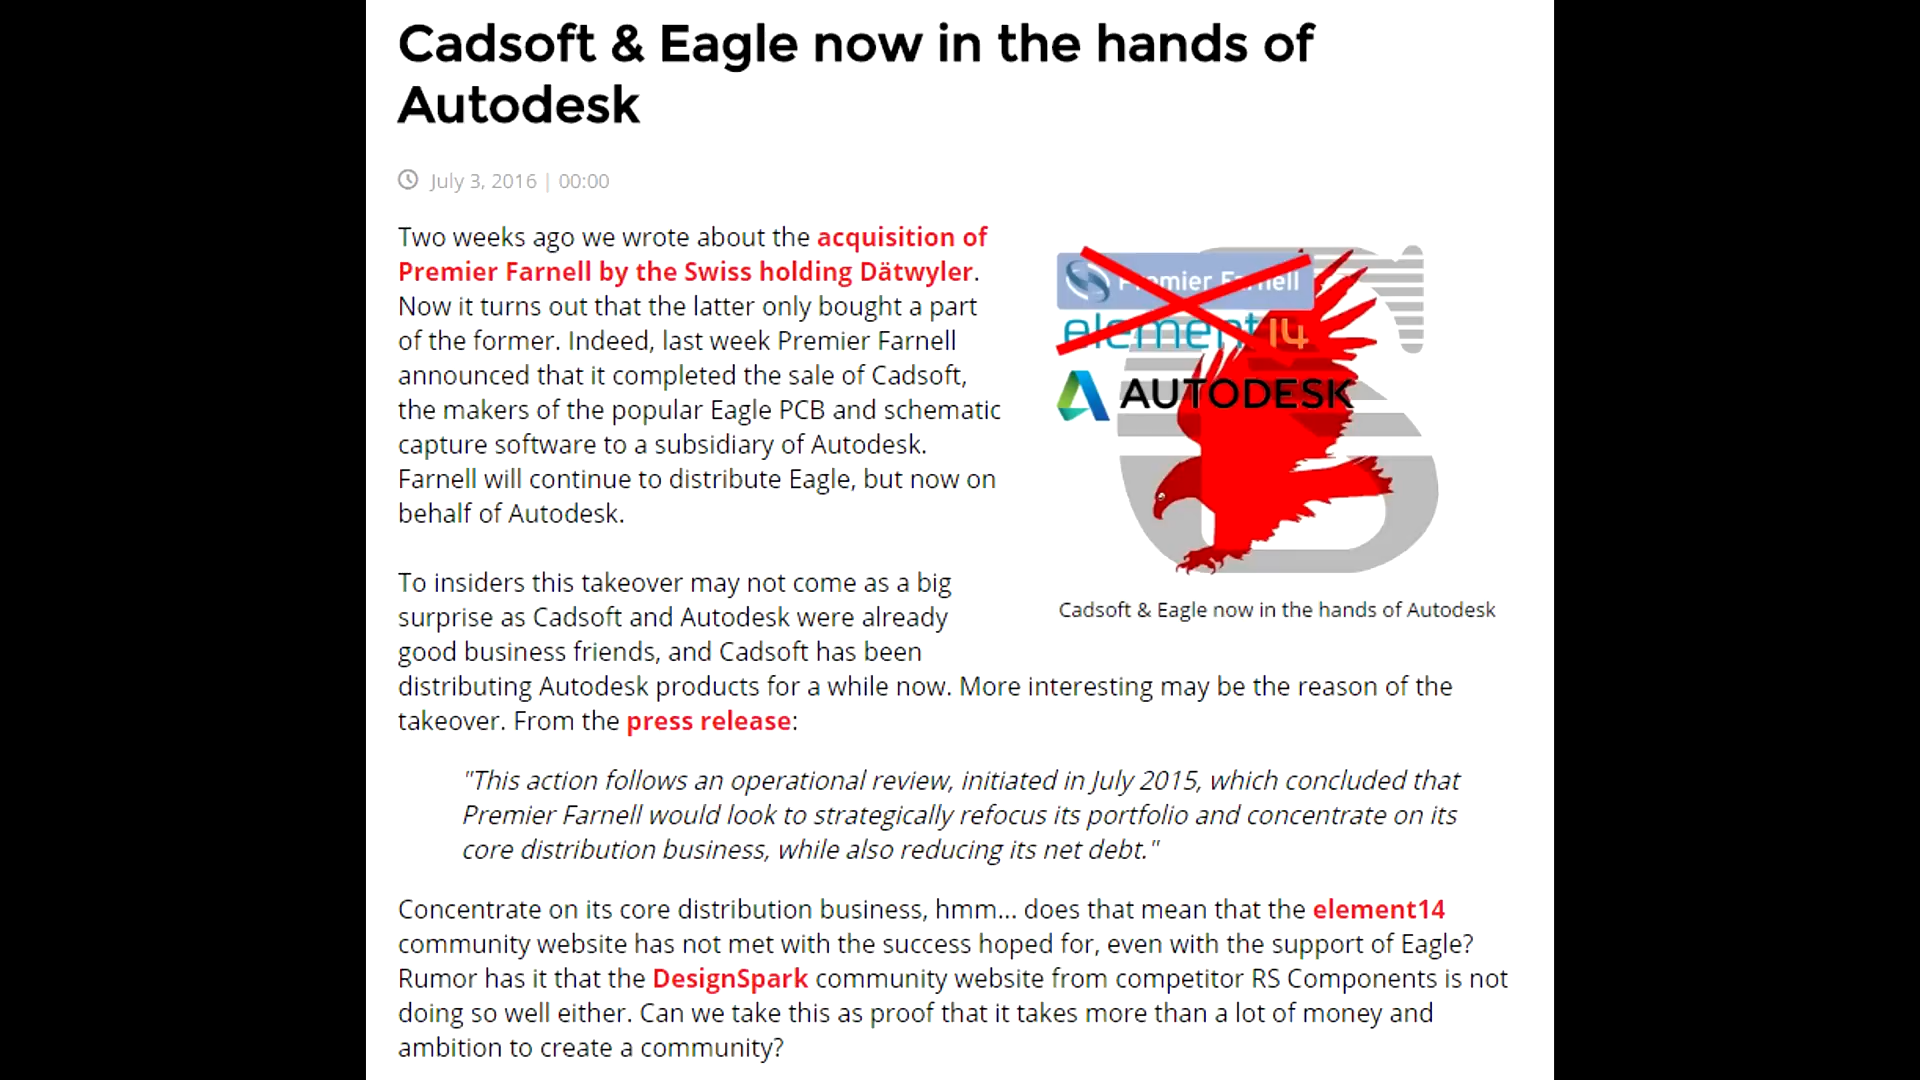 Cadsoft & Eagle now in the hands of
Autodesk
July 3, 2016 | 00:00
Two weeks ago we wrote about the acquisition of
Premier Farnell by the Swiss holding Dätwyler.
Now it turns out that the latter only bought a part
of the former. Indeed, last week Premier Farnell
announced that it completed the sale of Cadsoft,
the makers of the popular Eagle PCB and schematic
capture software to a subsidiary of Autodesk.
Farnell will continue to distribute Eagle, but now on
behalf of Autodesk.
Premier Farnell
element14
AUTODESK
Cadsoft & Eagle now in the hands of Autodesk
To insiders this takeover may not come as a big
surprise as Cadsoft and Autodesk were already
good business friends, and Cadsoft has been
distributing Autodesk products for a while now. More interesting may be the reason of the
takeover. From the press release:
"This action follows an operational review, initiated in July 2015, which concluded that
Premier Farnell would look to strategically refocus its portfolio and concentrate on its
core distribution business, while also reducing its net debt."
Concentrate on its core distribution business, hmm... does that mean that the element14
community website has not met with the success hoped for, even with the support of Eagle?
Rumor has it that the DesignSpark community website from competitor RS Components is not
doing so well either. Can we take this as proof that it takes more than a lot of money and
ambition to create a community?